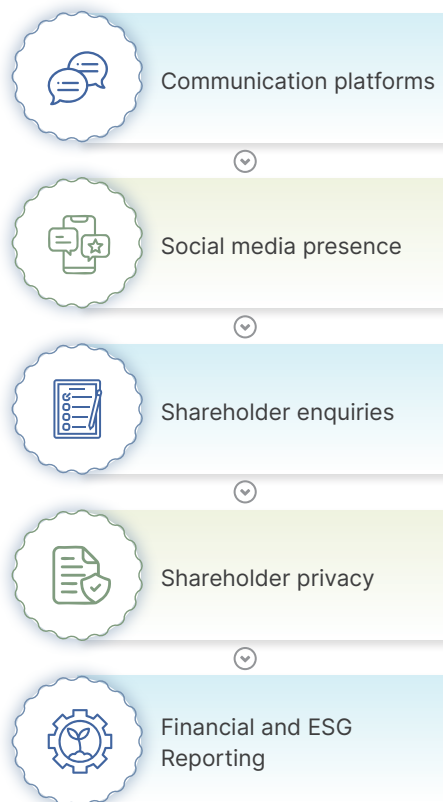 Communication platforms
Social media presence
Shareholder enquiries
Shareholder privacy
Financial and ESG
Reporting